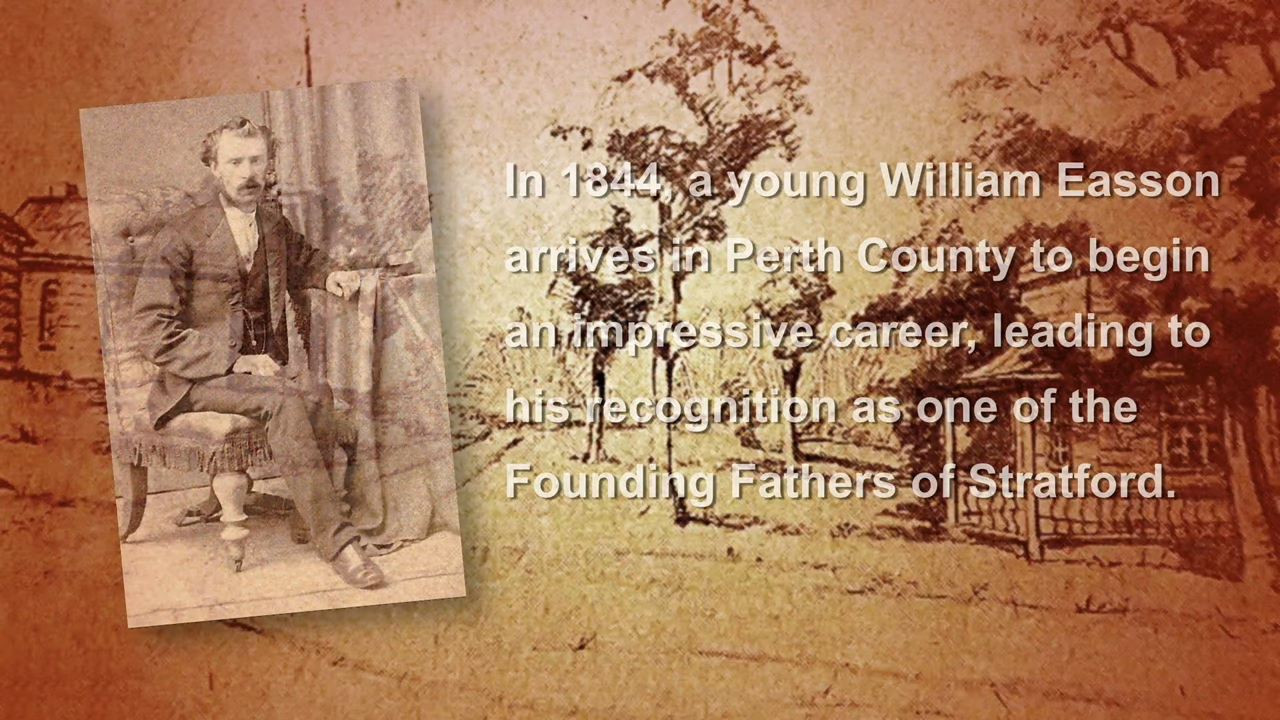 In 1844, a young William Easson
arrives in Perth County to begin
an impressive career, leading to
his recognition as one of the
Founding Fathers of Stratford.